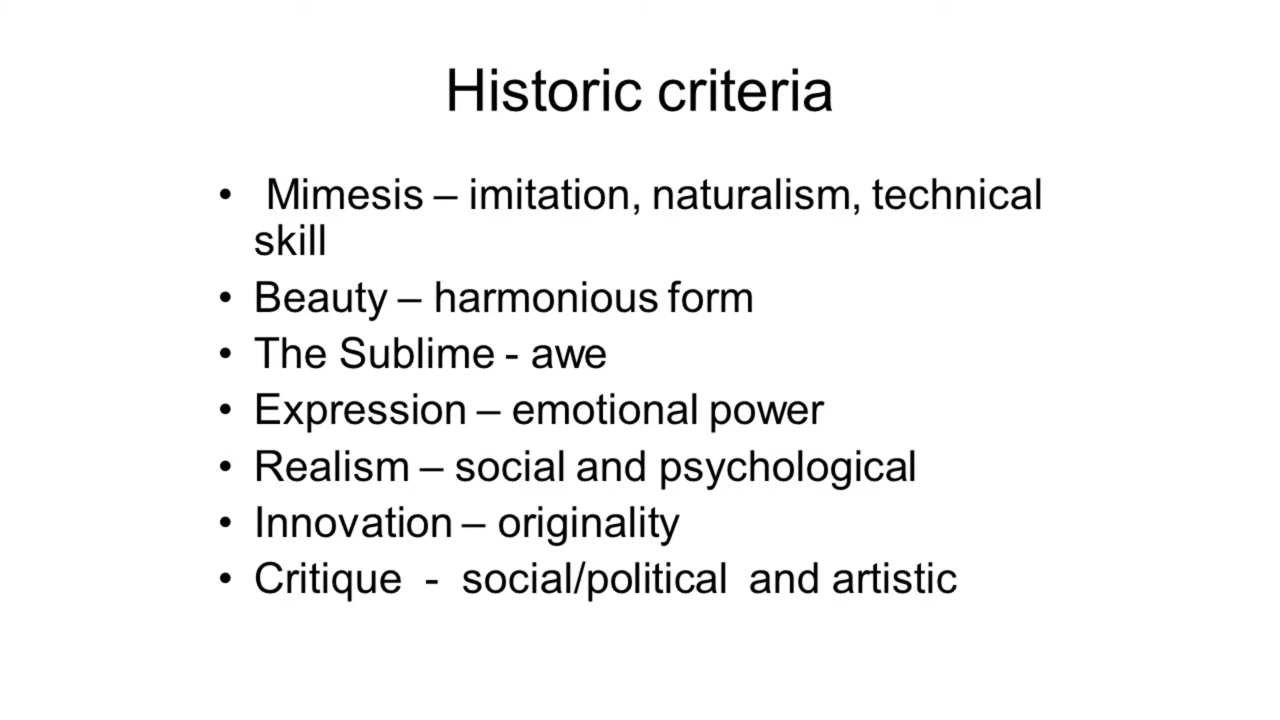 Historic criteria
• Mimesis – imitation, naturalism, technical
skill
• Beauty – harmonious form
• The Sublime - awe
• Expression – emotional power
• Realism – social and psychological
• Innovation – originality
• Critique - social/political and artistic